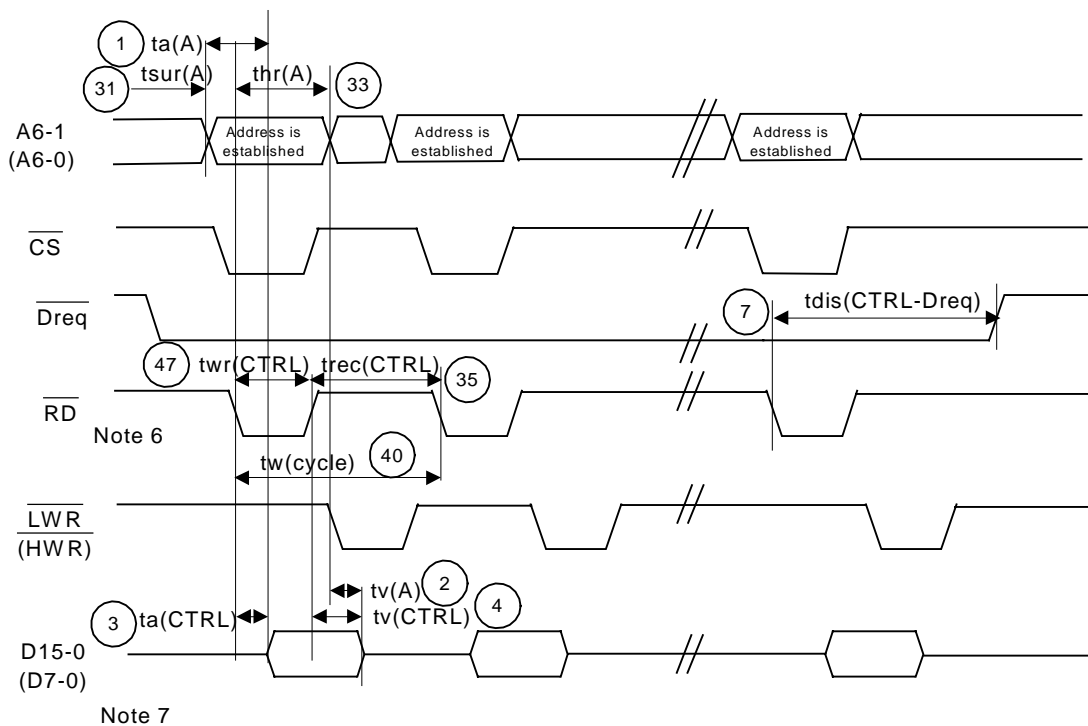 1 ta(A)
31 tsur(A) thr(A) 33
A6-1
(A6-0)
Address is
established
Address is
established
Address is
established
CS
Dreq
7 tdis(CTRL-Dreq)
47 twr(CTRL) trec(CTRL) 35
RD
Note 6
tw(cycle) 40
LWR
(HWR)
tv(A) 2
3 ta(CTRL) tv(CTRL) 4
D15-0
(D7-0)
Note 7